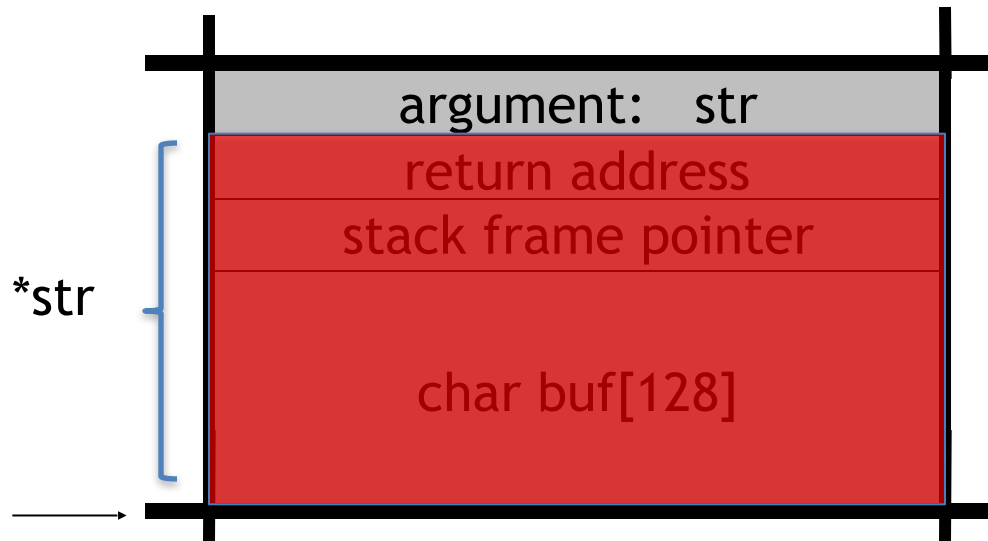 argument: str
return address
stack frame pointer
*str
char buf[128]